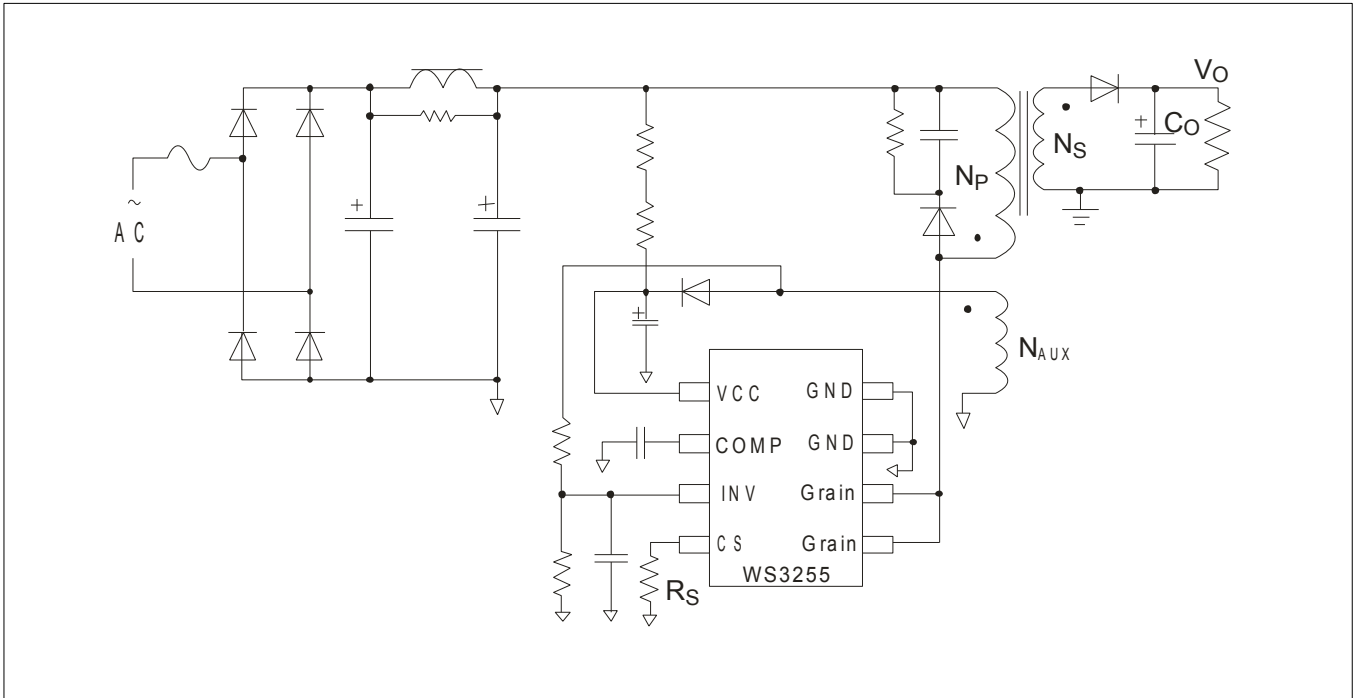 VO
CO
NS
NP
~
AC
+
+
+
+
NAUX
VCC
GND
COMP
GND
INV
Grain
CS
Grain
WS3255
RS